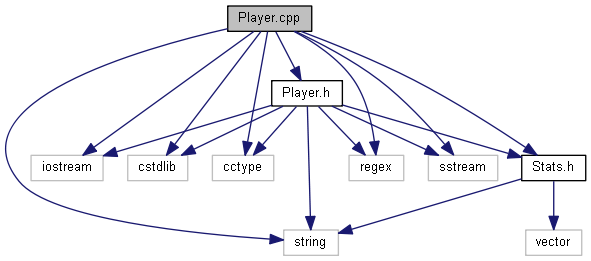 Player.cpp
Player.h
iostream
cstdlib
cctype
regex
sstream
Stats.h
string
vector